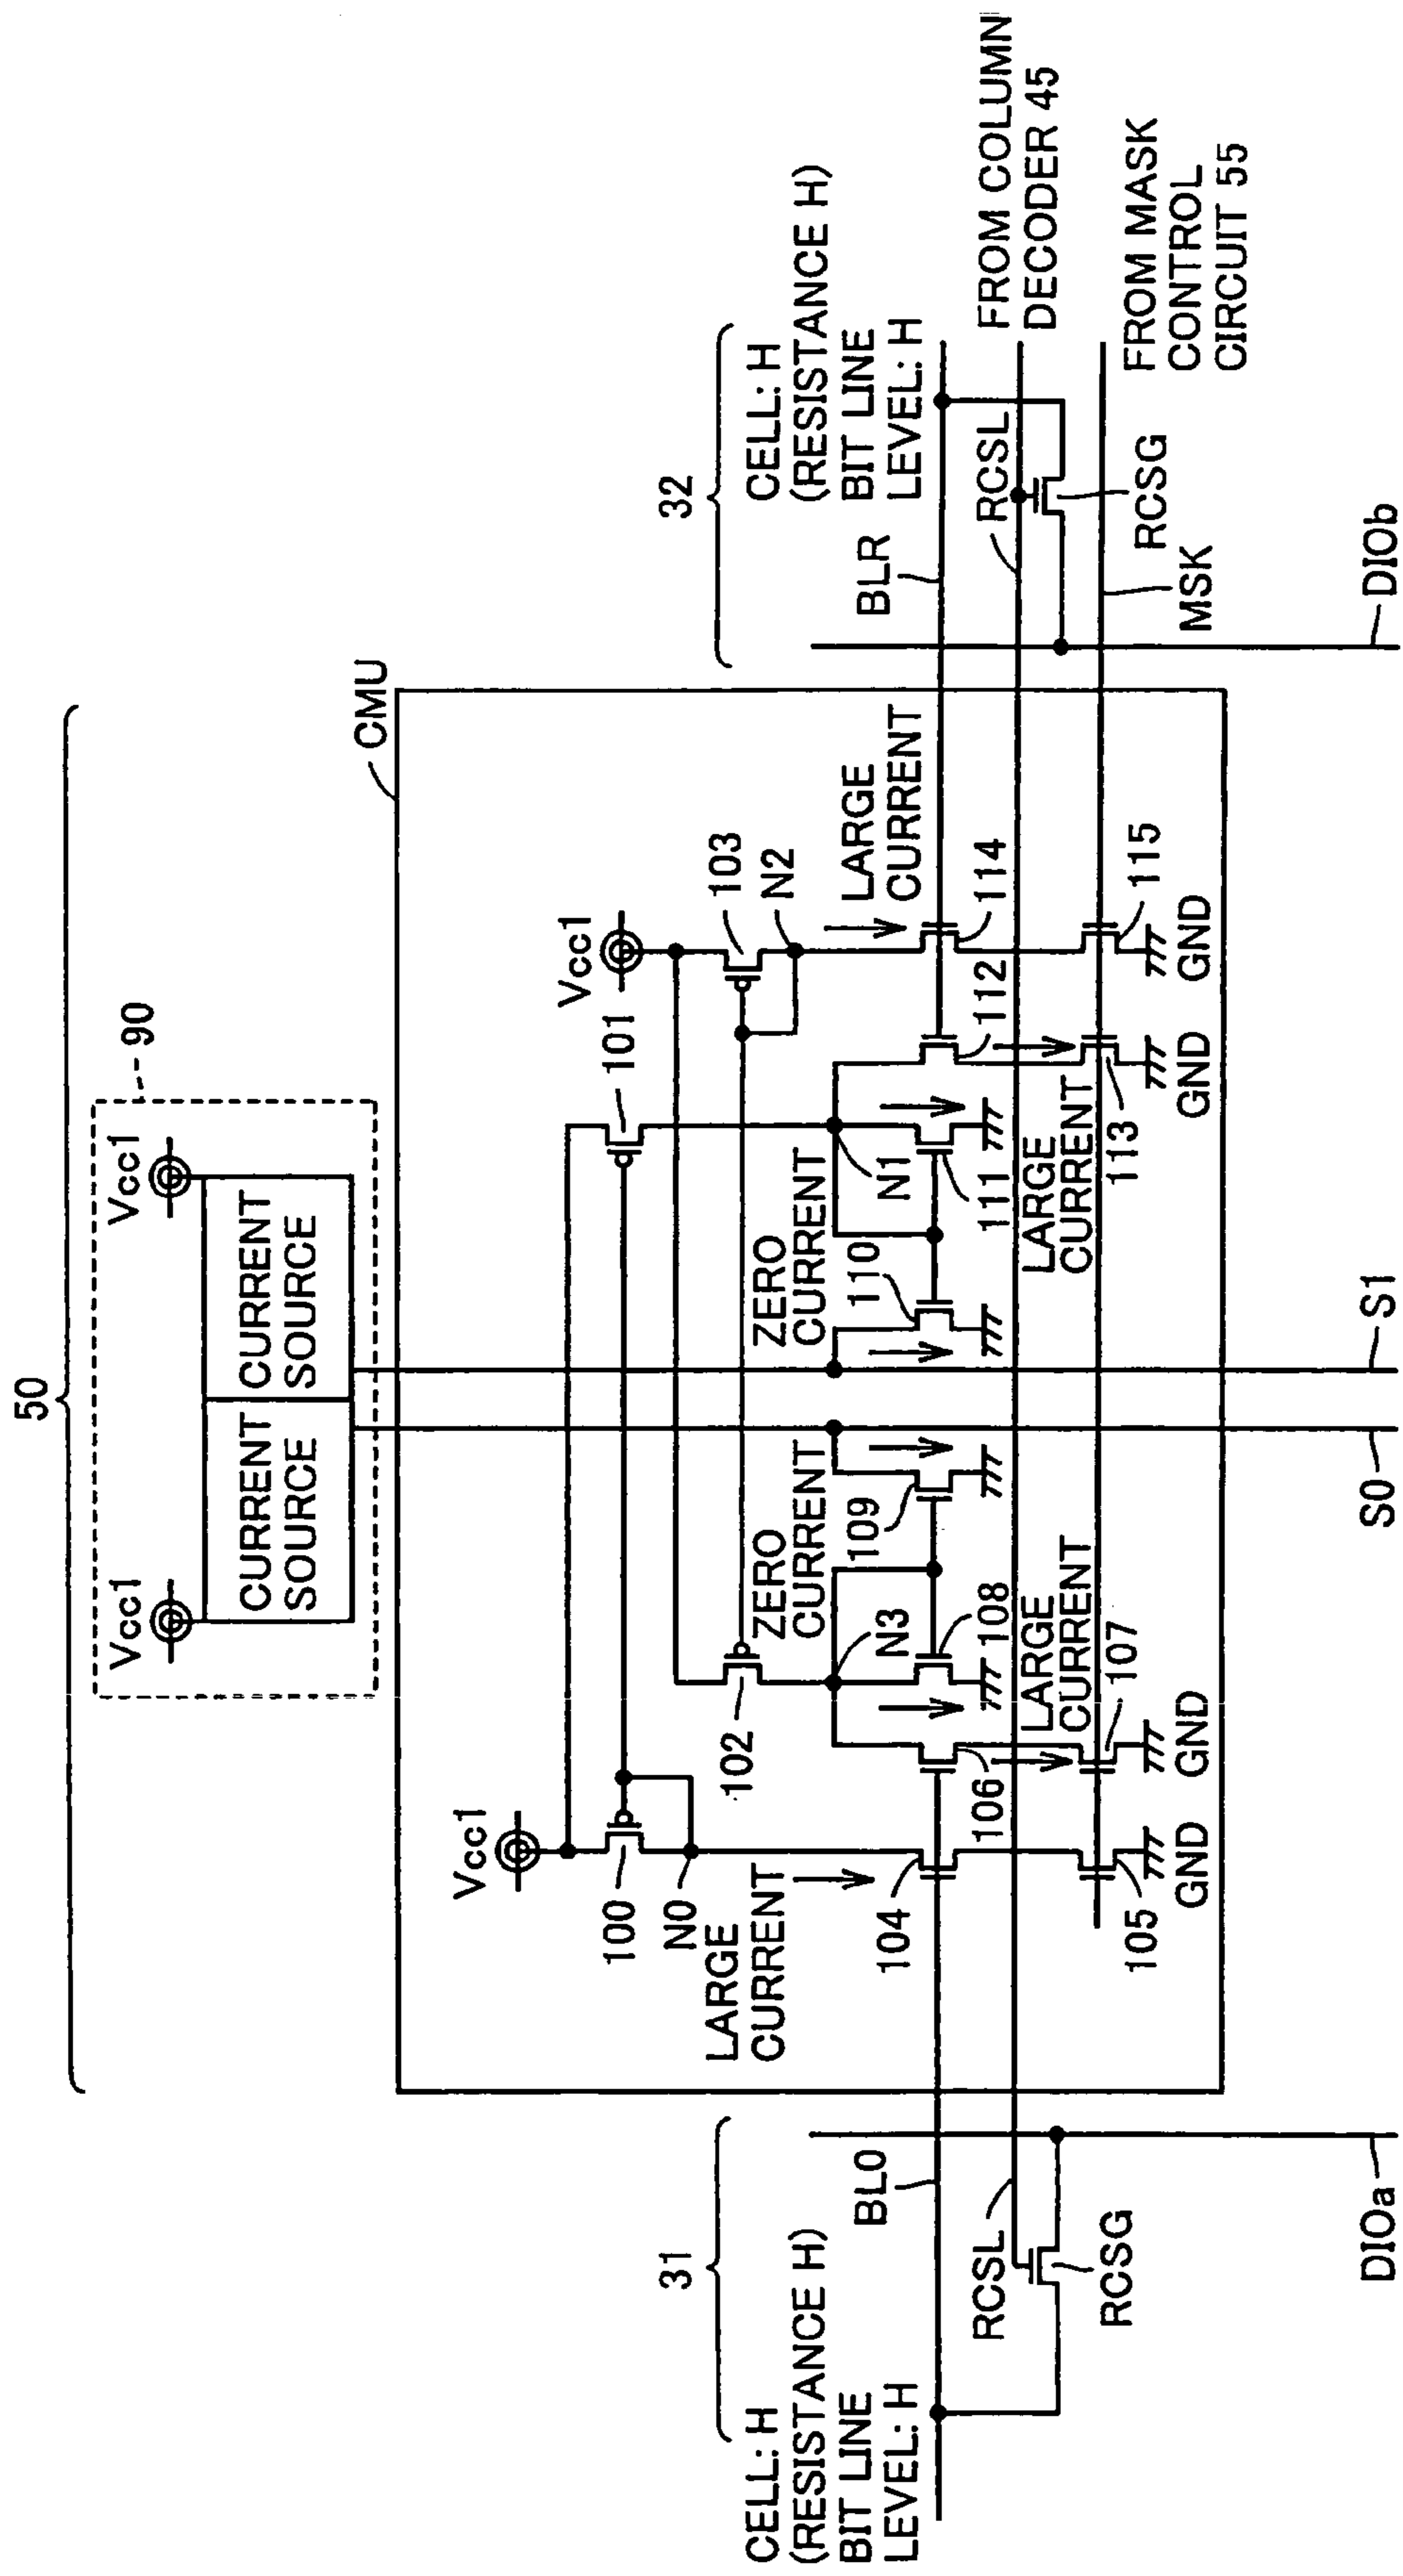 50
90
Vcc1
Vcc1
CURRENT
SOURCE
CURRENT
SOURCE
CMU
Vcc1
Vcc1
100
101
102
103
N0
N2
LARGE
CURRENT
ZERO
CURRENT
ZERO
CURRENT
LARGE
CURRENT
N3
N1
104
106
108
109
110
111
112
114
LARGE
CURRENT
LARGE
CURRENT
105
107
113
115
GND
GND
GND
GND
S0
S1
31
CELL: H
(RESISTANCE H)
BIT LINE
LEVEL: H
BL0
RCSL
RCSG
DIOa
32
CELL: H
(RESISTANCE H)
BIT LINE
LEVEL: H
BLR
RCSL
RCSG
MSK
DIOb
FROM COLUMN
DECODER 45
FROM MASK
CONTROL
CIRCUIT 55